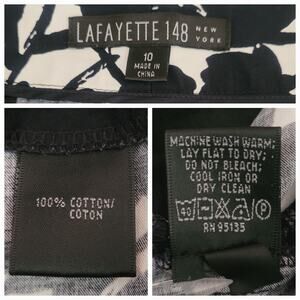 LAFAYETTE 148 NEW YORK
10
MADE IN
CHINA
100% COTTON/
COTON
MACHINE WASH WARM;
LAY FLAT TO DRY;
DO NOT BLEACH;
COOL IRON OR
DRY CLEAN
40 P
RN 95135